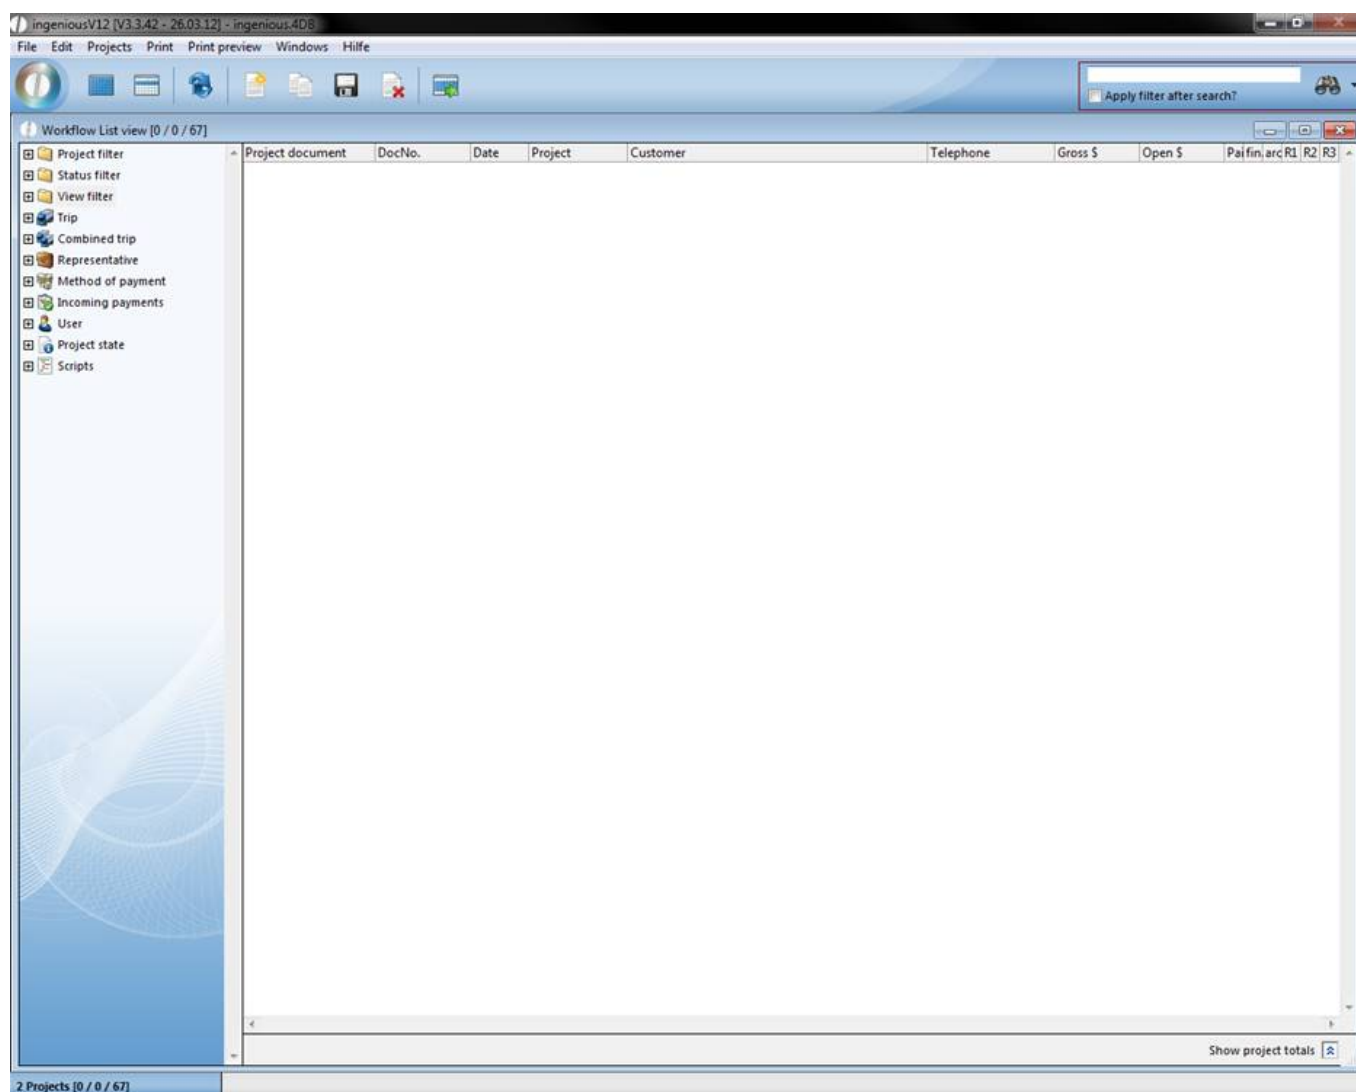 ingeniousV12 [V3.3.42 - 26.03.12] - ingenious.4DB
File Edit Projects Print Print preview Windows Hilfe
Apply filter after search?
Workflow List view [0 / 0 / 67]
Project document DocNo. Date Project Customer Telephone Gross $ Open $ Pai fin. arc R1 R2 R3
Project filter
Status filter
View filter
Trip
Combined trip
Representative
Method of payment
Incoming payments
User
Project state
Scripts
Show project totals
2 Projects [0 / 0 / 67]